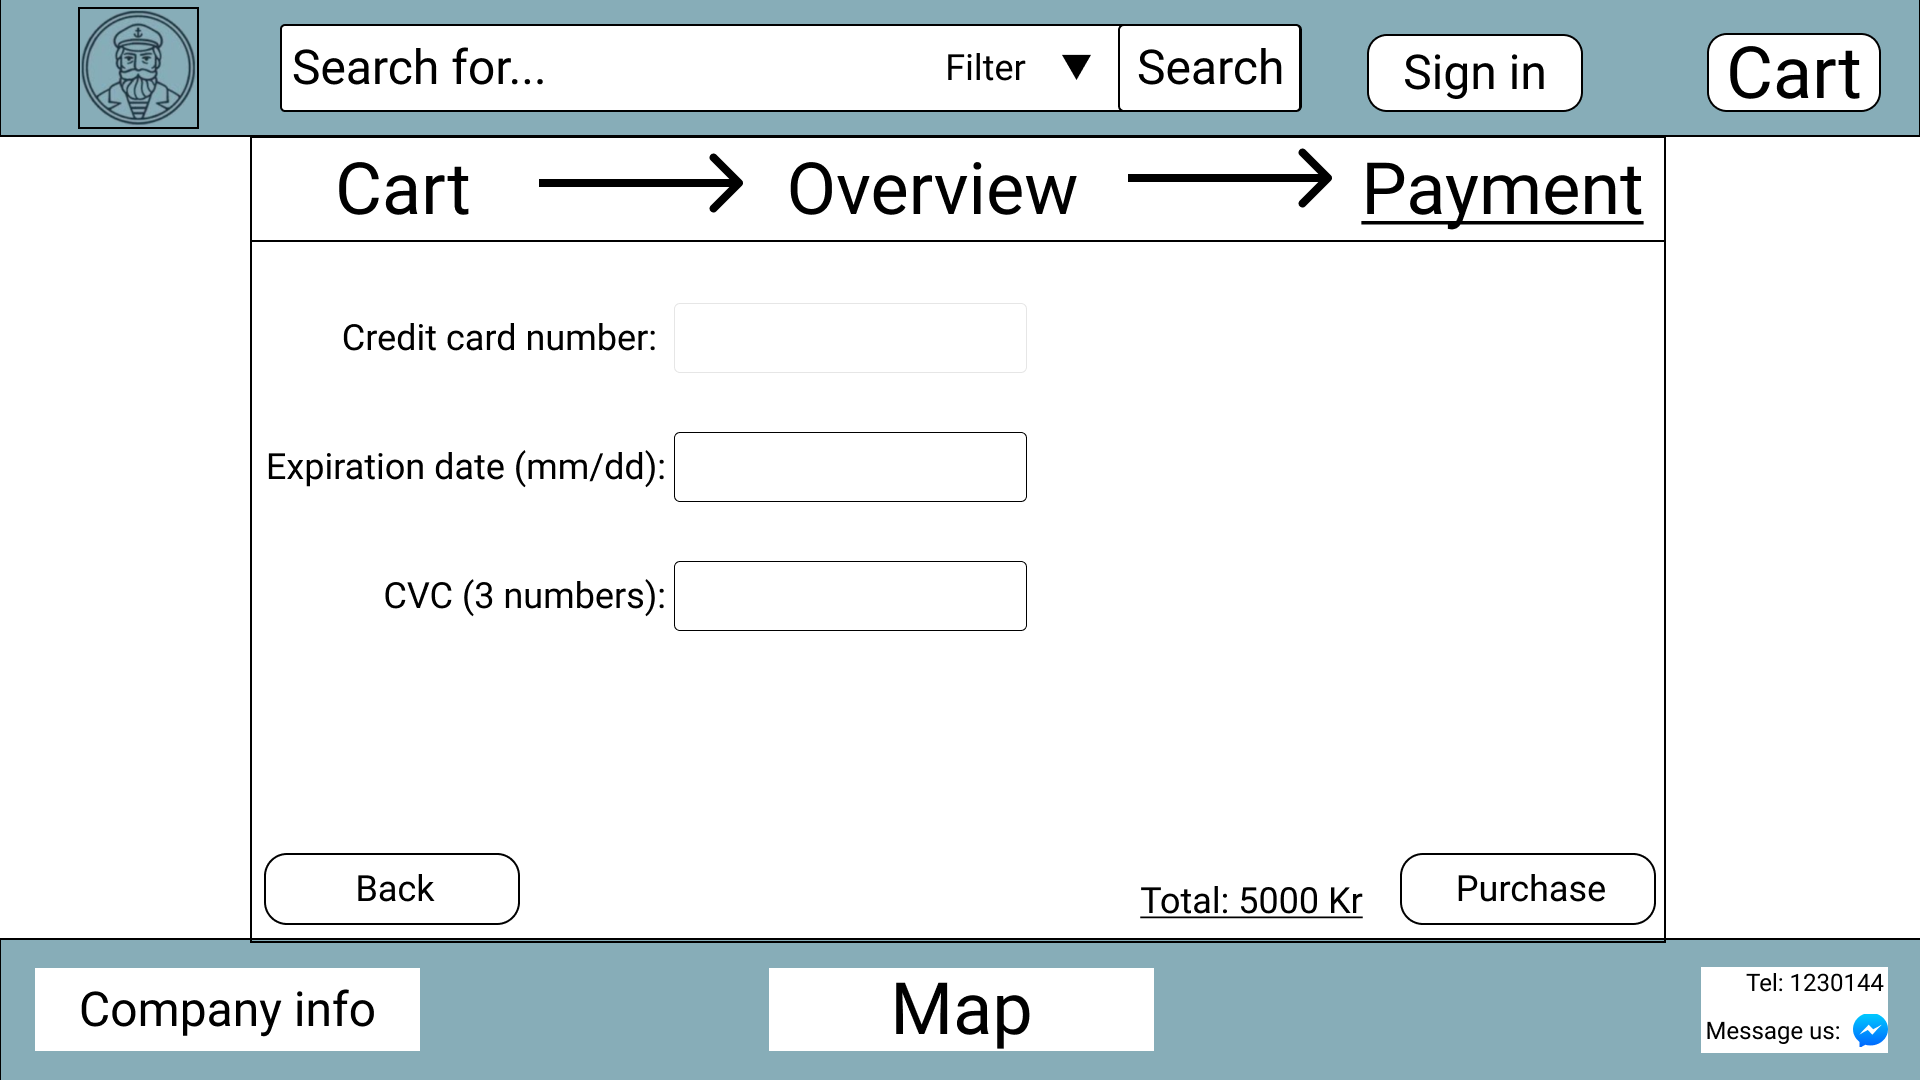 Search for...
Filter
Search
Sign in
Cart
Cart
Overview
Payment
Credit card number:
Expiration date (mm/dd):
CVC (3 numbers):
Back
Total: 5000 Kr
Purchase
Company info
Map
Tel: 1230144
Message us: